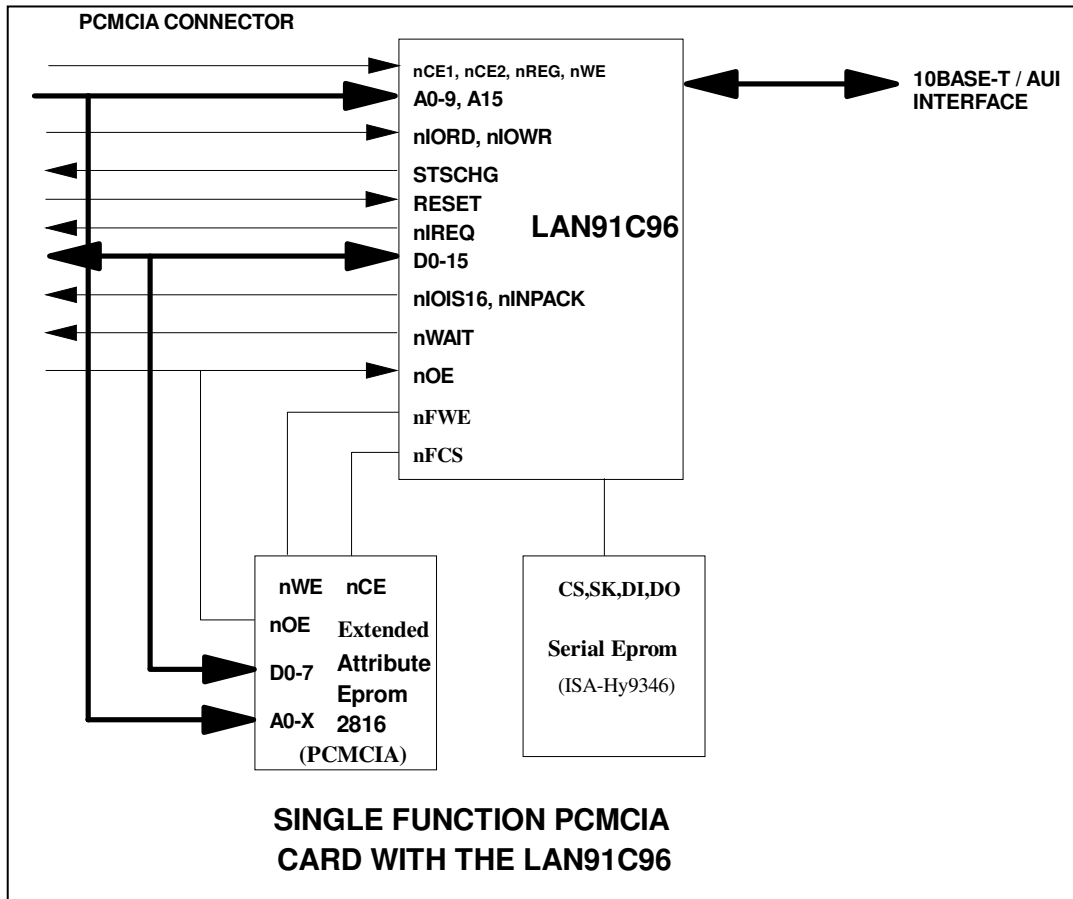 PCMCIA CONNECTOR
nCE1, nCE2, nREG, nWE
A0-9, A15
nIORD, nIOWR
STSCHG
RESET
nIREQ
D0-15
nIOIS16, nINPACK
nWAIT
nOE
nFWE
nFCS
LAN91C96
10BASE-T / AUI
INTERFACE
nWE nCE
nOE Extended
D0-7 Attribute
Eprom
A0-X 2816
(PCMCIA)
CS,SK,DI,DO
Serial Eprom
(ISA-Hy9346)
SINGLE FUNCTION PCMCIA
CARD WITH THE LAN91C96